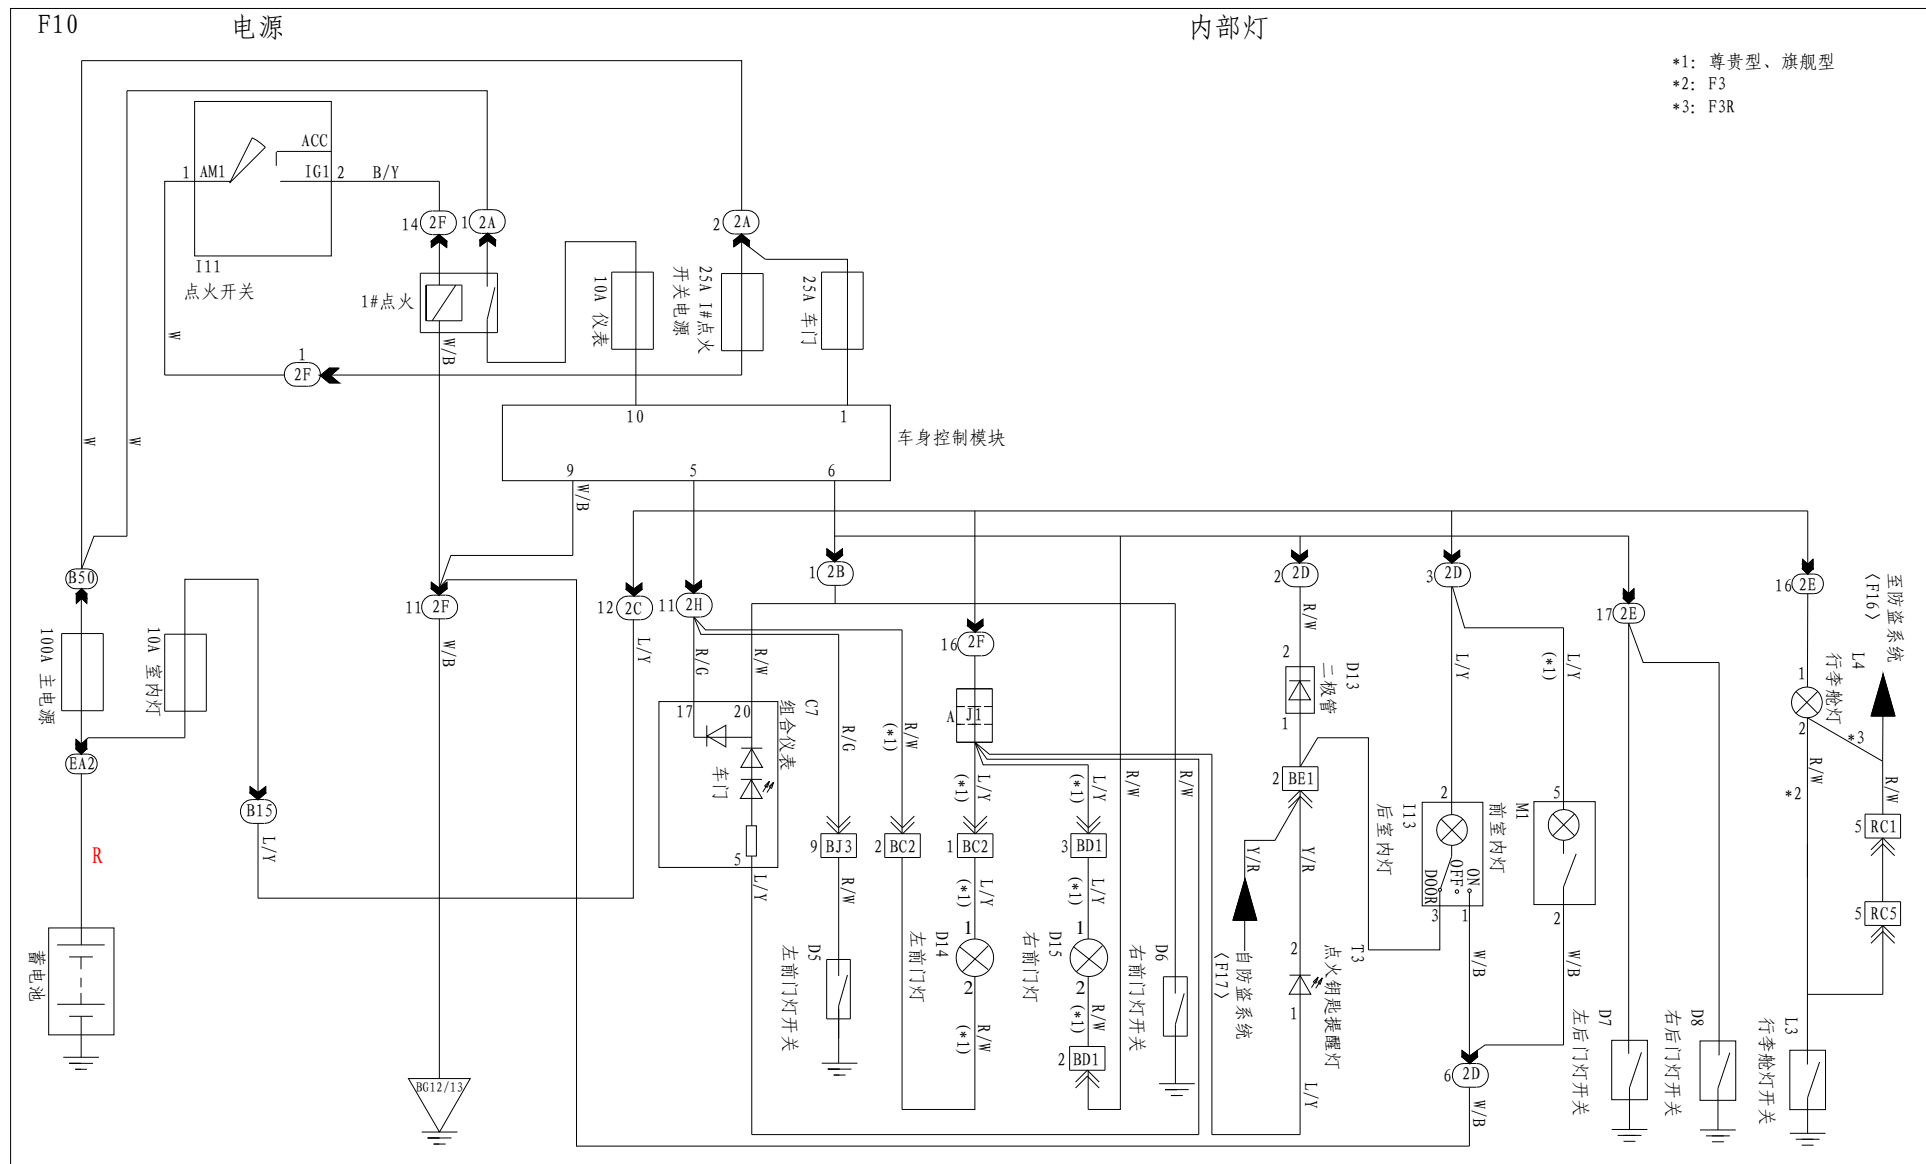 F10
电源
内部灯
*1: 尊贵型、旗舰型
*2: F3
*3: F3R
ACC
1
AM1
IG1
2
B/Y
I11
点火开关
14
2F
1
2A
2
2A
1#点火
10A 仪表
25A I#点火
开关电源
25A 车门
W
W/B
1
2F
10
1
车身控制模块
9
5
6
W
W
W/B
B50
11
2F
12
2C
11
2H
1
2B
2
2D
3
2D
17
2E
16
2E
至防盗系统
〈F16〉
100A 主电源
10A 室内灯
W/B
L/Y
R/G
R/W
16
2F
R/W
2
D13
二极管
1
L/Y
L/Y
(*1)
L4
行李舱灯
1
2
*3
A
J1
17
20
C7
组合仪表
车门
5
R/G
R/W
(*1)
L/Y
(*1)
L/Y
(*1)
R/W
R/W
EA2
B15
L/Y
R
2
BE1
2
I13
后室内灯
5
M1
前室内灯
R/W
*2
R/W
5
RC1
9
BJ3
2
BC2
1
BC2
3
BD1
Y/R
Y/R
DOOR
OFF
ON
3
1
2
L/Y
R/W
L/Y
(*1)
L/Y
(*1)
5
RC5
蓄电池
D5
左前门灯开关
D14
左前门灯
1
2
D15
右前门灯
1
2
D6
右前门灯开关
自防盗系统
〈F17〉
2
1
T3
点火钥匙提醒灯
W/B
W/B
R/W
(*1)
R/W
(*1)
2
BD1
L/Y
6
2D
W/B
D7
左后门灯开关
D8
右后门灯开关
L3
行李舱灯开关
BG12/13